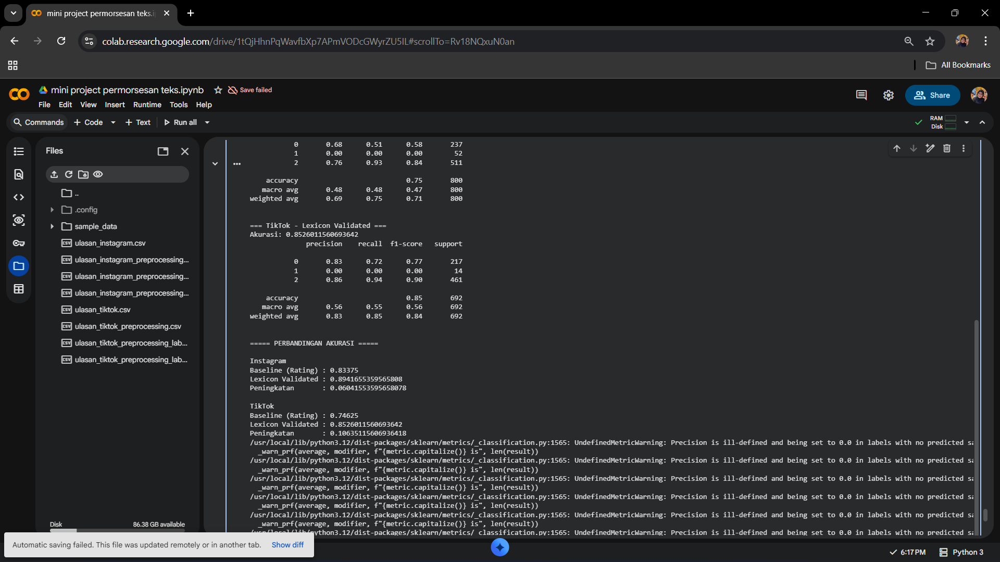 mini project permorsesan teks.i
colab.research.google.com/drive/1tQjHhnPqWavfbXp7APmVODcGWyrZU5IL#scrollTo=Rv18NQxuN0an
All Bookmarks
mini project permorsesan teks.ipynb
Save failed
File Edit View Insert Runtime Tools Help
Share
Commands + Code + Text Run all
RAM
Disk
Files
..
.config
sample_data
ulasan_instagram.csv
ulasan_instagram_preprocessing...
ulasan_instagram_preprocessing...
ulasan_instagram_preprocessing...
ulasan_tiktok.csv
ulasan_tiktok_preprocessing.csv
ulasan_tiktok_preprocessing_lab...
ulasan_tiktok_preprocessing_lab...
Disk 86.38 GB available
0 0.68 0.51 0.58 237
1 0.00 0.00 0.00 52
2 0.76 0.93 0.84 511
accuracy 0.75 800
macro avg 0.48 0.48 0.47 800
weighted avg 0.69 0.75 0.71 800
=== TikTok - Lexicon Validated ===
Akurasi: 0.8526011560693642
precision recall f1-score support
0 0.83 0.72 0.77 217
1 0.00 0.00 0.00 14
2 0.86 0.94 0.90 461
accuracy 0.85 692
macro avg 0.56 0.55 0.56 692
weighted avg 0.83 0.85 0.84 692
===== PERBANDINGAN AKURASI =====
Instagram
Baseline (Rating) : 0.83375
Lexicon Validated : 0.8941655359565808
Peningkatan : 0.06041553595658078
TikTok
Baseline (Rating) : 0.74625
Lexicon Validated : 0.8526011560693642
Peningkatan : 0.10635115606936418
/usr/local/lib/python3.12/dist-packages/sklearn/metrics/_classification.py:1565: UndefinedMetricWarning: Precision is ill-defined and being set to 0.0 in labels with no predicted sa
_warn_prf(average, modifier, f"{metric.capitalize()} is", len(result))
/usr/local/lib/python3.12/dist-packages/sklearn/metrics/_classification.py:1565: UndefinedMetricWarning: Precision is ill-defined and being set to 0.0 in labels with no predicted sa
_warn_prf(average, modifier, f"{metric.capitalize()} is", len(result))
/usr/local/lib/python3.12/dist-packages/sklearn/metrics/_classification.py:1565: UndefinedMetricWarning: Precision is ill-defined and being set to 0.0 in labels with no predicted sa
_warn_prf(average, modifier, f"{metric.capitalize()} is", len(result))
/usr/local/lib/python3.12/dist-packages/sklearn/metrics/_classification.py:1565: UndefinedMetricWarning: Precision is ill-defined and being set to 0.0 in labels with no predicted sa
_warn_prf(average, modifier, f"{metric.capitalize()} is", len(result))
/usr/local/lib/python3.12/dist-packages/sklearn/metrics/_classification.py:1565: UndefinedMetricWarning: Precision is ill-defined and being set to 0.0 in labels with no predicted sa
_warn_prf(average, modifier, f"{metric.capitalize()} is", len(result))
/usr/local/lib/python3.12/dist-packages/sklearn/metrics/_classification.py:1565: UndefinedMetricWarning: Precision is ill-defined and being set to 0.0 in labels with no predicted sa
Automatic saving failed. This file was updated remotely or in another tab. Show diff
6:17 PM Python 3